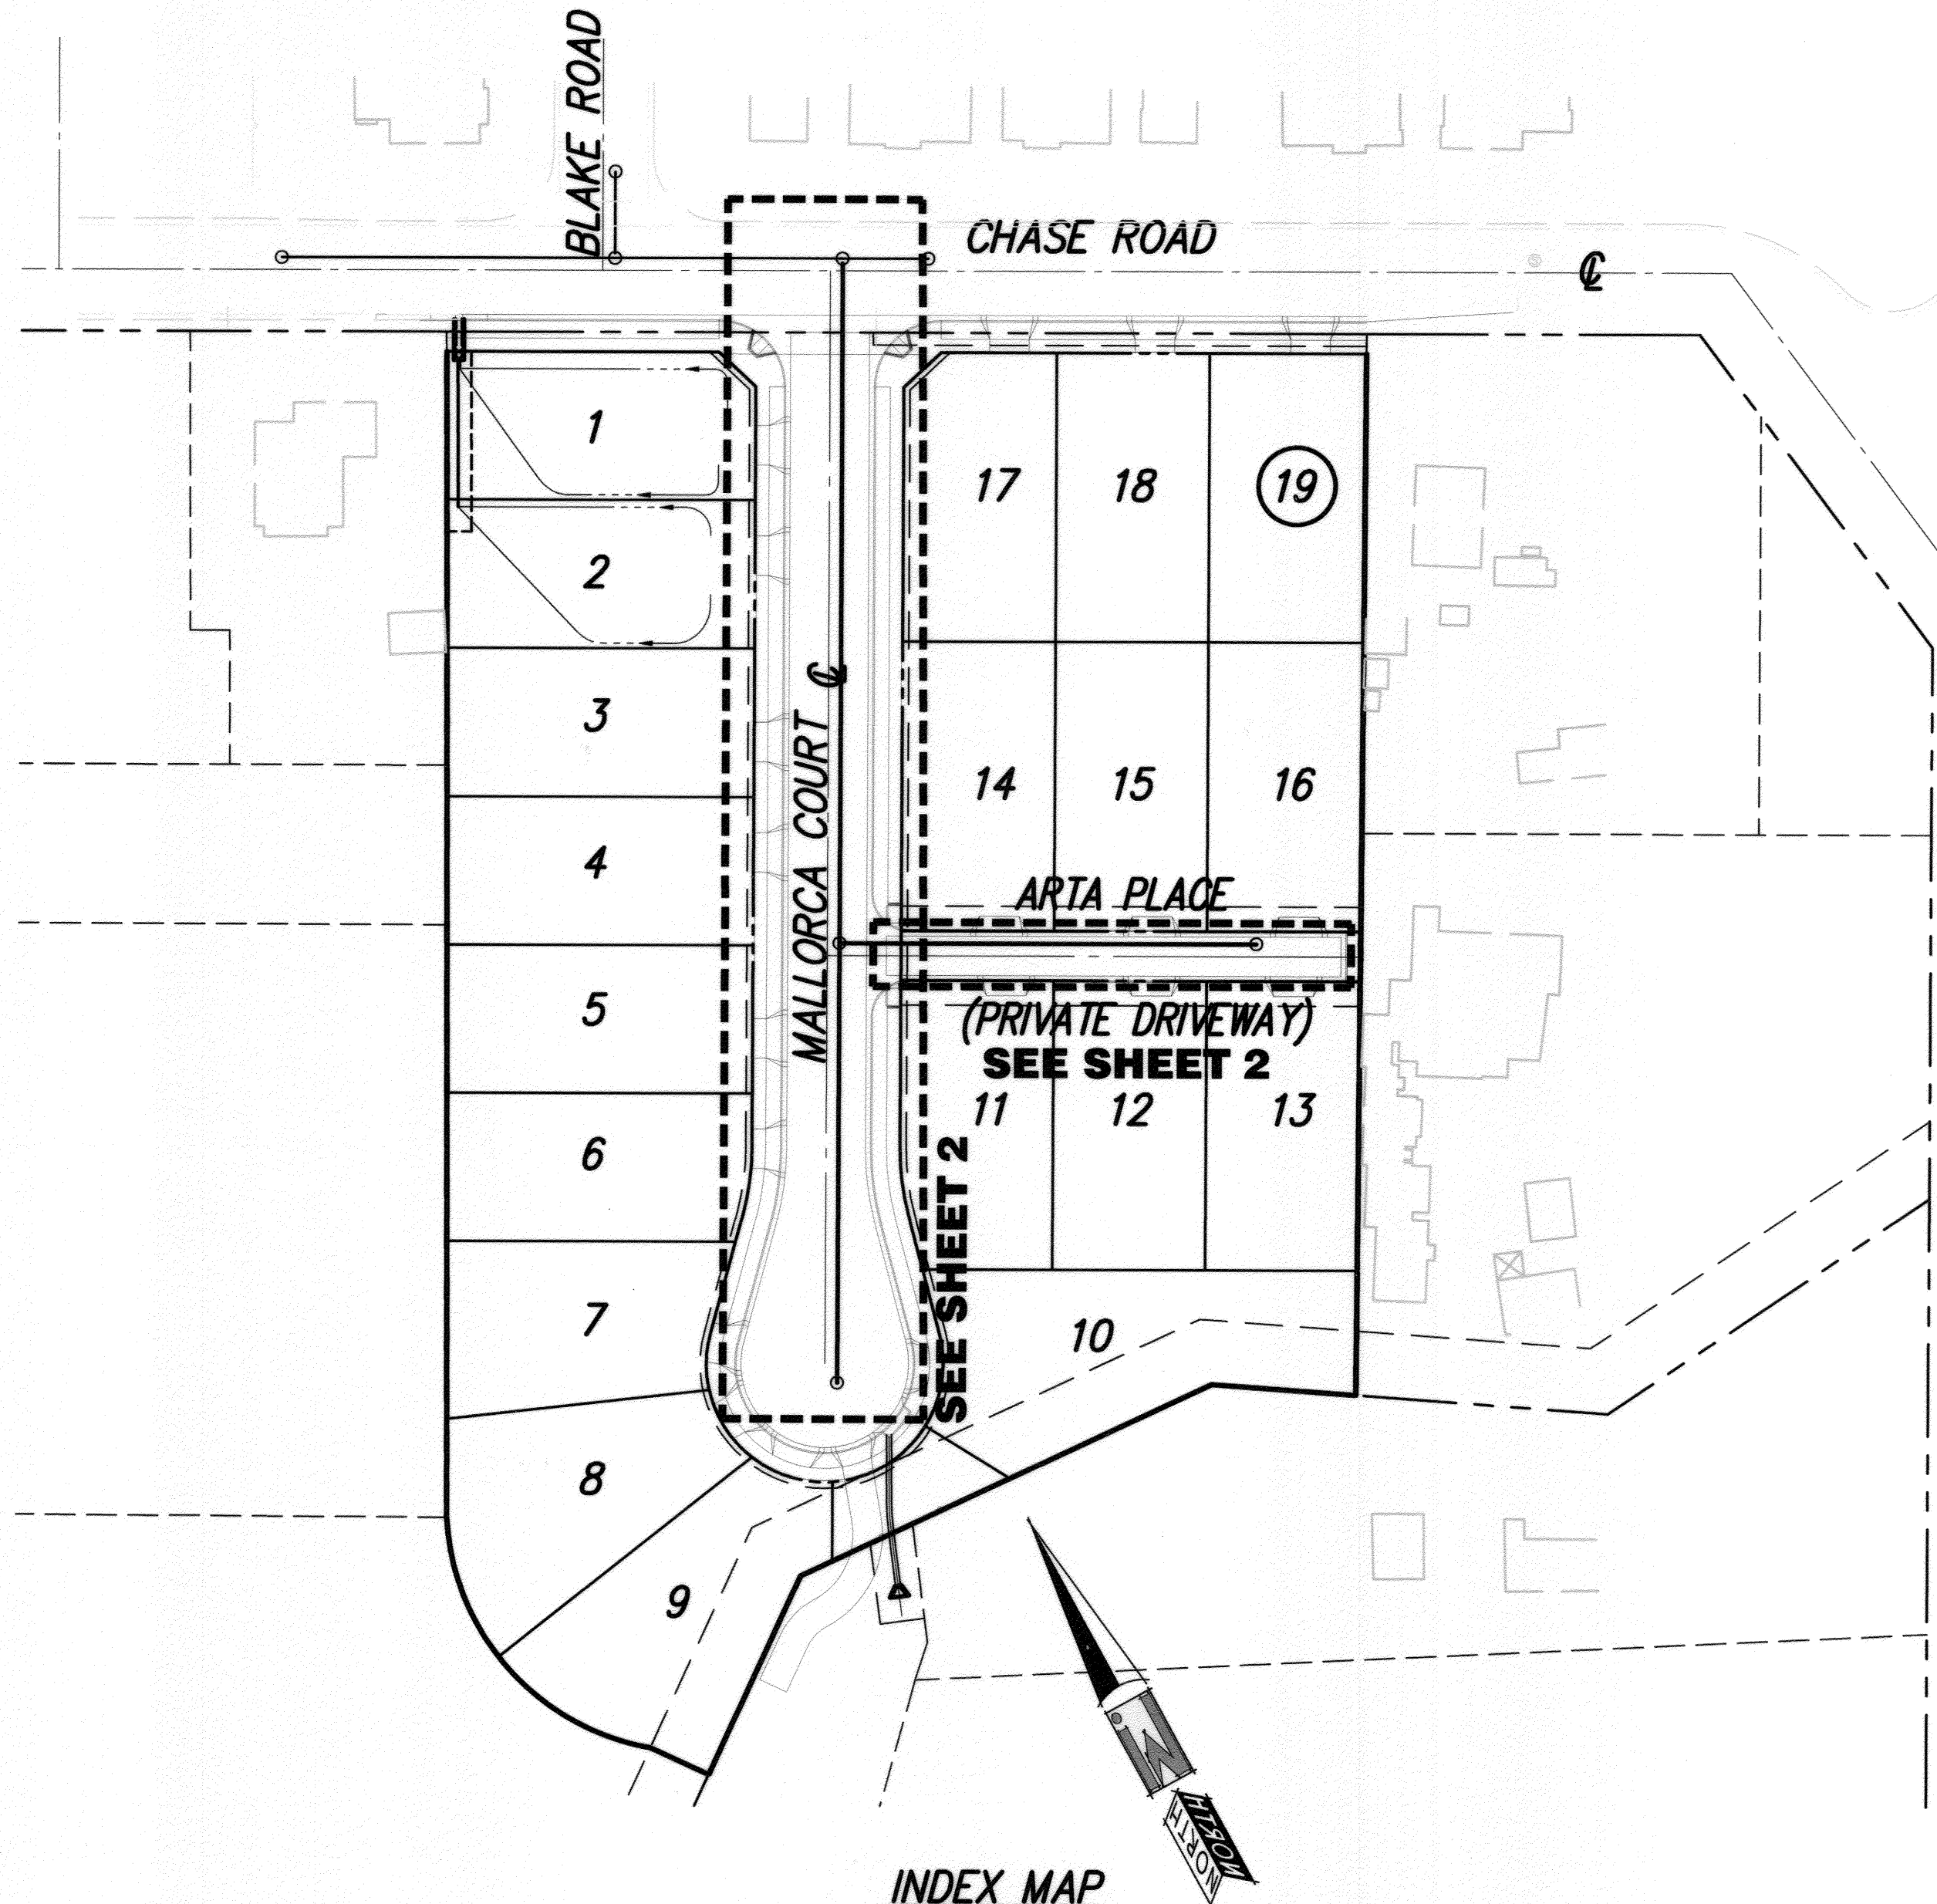 BLAKE ROAD
CHASE ROAD
℄
1
17
18
19
2
℄
3
MALLORCA COURT
14
15
16
4
ARTA PLACE
5
(PRIVATE DRIVEWAY)
SEE SHEET 2
11
12
13
6
SEE SHEET 2
7
10
8
9
NORTH
NORTH
INDEX MAP